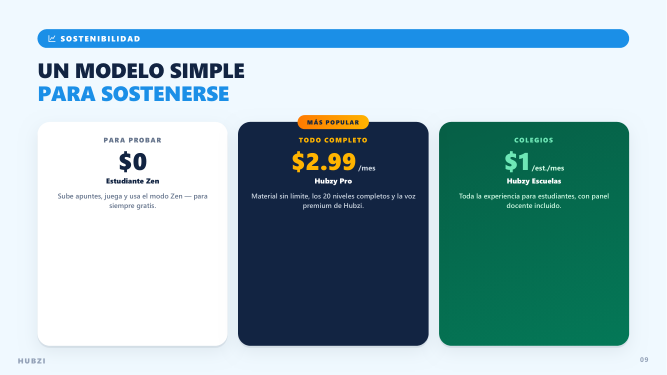 SOSTENIBILIDAD
UN MODELO SIMPLE
PARA SOSTENERSE
PARA PROBAR
$0
Estudiante Zen
Sube apuntes, juega y usa el modo Zen — para
siempre gratis.
MÁS POPULAR
TODO COMPLETO
$2.99 /mes
Hubzy Pro
Material sin límite, los 20 niveles completos y la voz
premium de Hubzi.
COLEGIOS
$1 /est./mes
Hubzy Escuelas
Toda la experiencia para estudiantes, con panel
docente incluido.
HUBZI
09